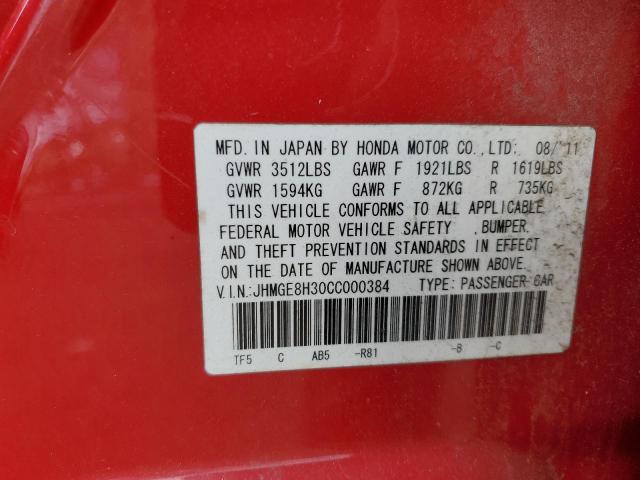 MFD. IN JAPAN BY HONDA MOTOR CO.,LTD. 08/11
GVWR 3512LBS GAWR F 1921LBS R 1619LBS
GVWR 1594KG GAWR F 872KG R 735KG
THIS VEHICLE CONFORMS TO ALL APPLICABLE
FEDERAL MOTOR VEHICLE SAFETY ,BUMPER,
AND THEFT PREVENTION STANDARDS IN EFFECT
ON THE DATE OF MANUFACTURE SHOWN ABOVE.
V.I.N.:JHMGE8H30CC000384 TYPE: PASSENGER CAR
TF5 C AB5 -R81 -B -C